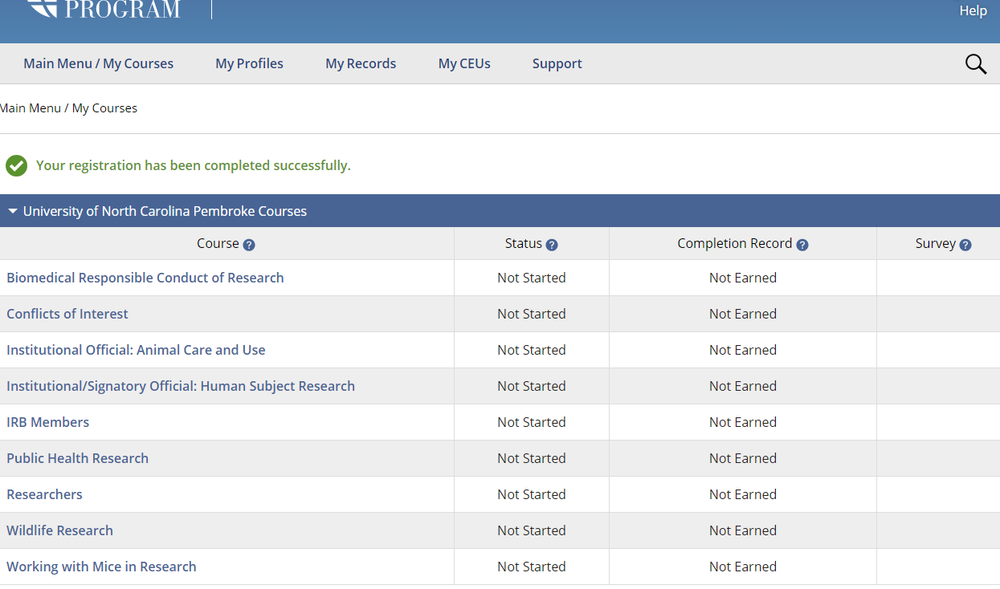 PROGRAM
Help
Main Menu / My Courses My Profiles My Records My CEUs Support
Main Menu / My Courses
Your registration has been completed successfully.
University of North Carolina Pembroke Courses
Course ? Status ? Completion Record ? Survey ?
Biomedical Responsible Conduct of Research Not Started Not Earned
Conflicts of Interest Not Started Not Earned
Institutional Official: Animal Care and Use Not Started Not Earned
Institutional/Signatory Official: Human Subject Research Not Started Not Earned
IRB Members Not Started Not Earned
Public Health Research Not Started Not Earned
Researchers Not Started Not Earned
Wildlife Research Not Started Not Earned
Working with Mice in Research Not Started Not Earned